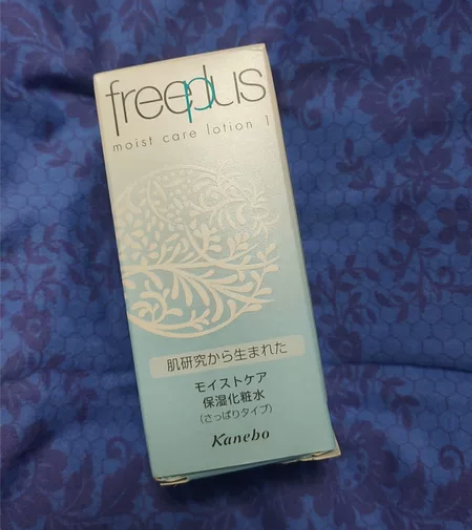 freeplus
moist care lotion 1
肌研究から生まれた
モイストケア
保湿化粧水
(さっぱりタイプ)
Kanebo